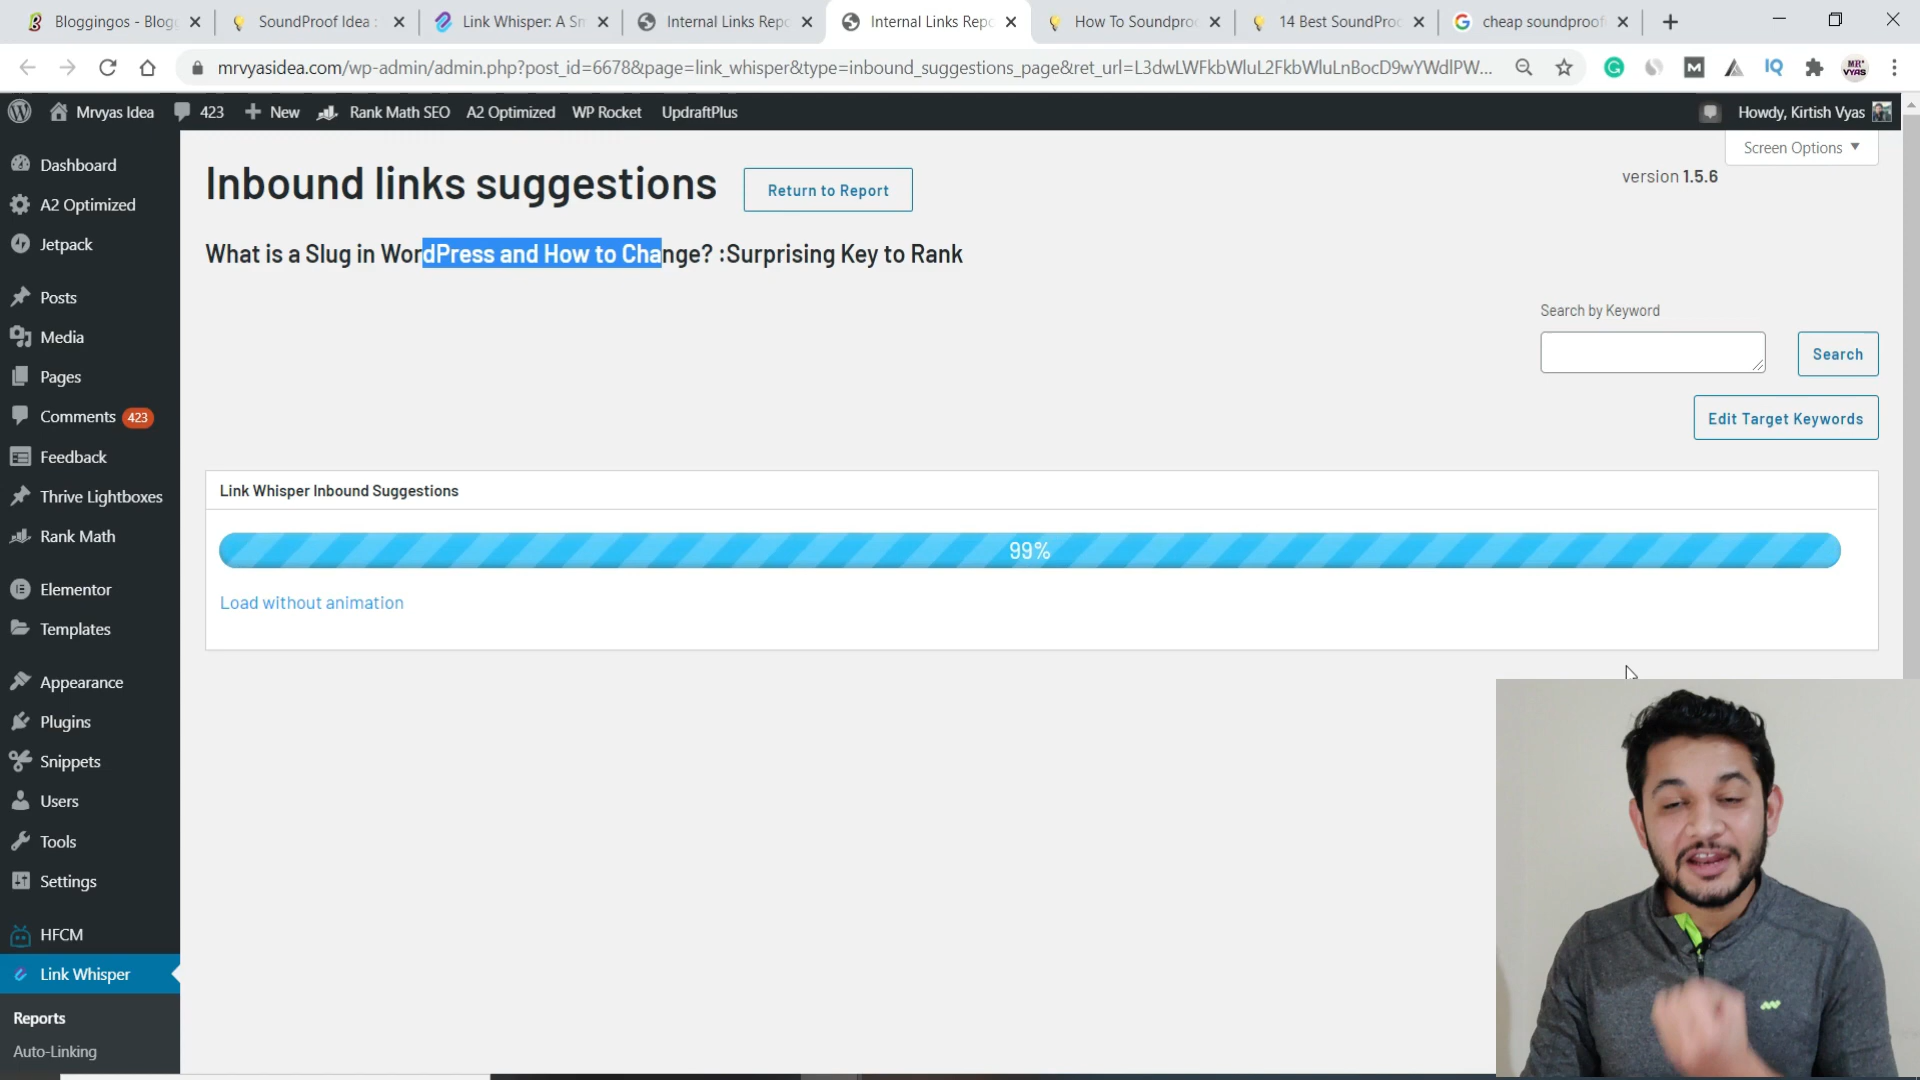 Bloggingos - Blogg
SoundProof Idea :
Link Whisper: A Sm
Internal Links Repo
Internal Links Repo
How To Soundproo
14 Best SoundProo
cheap soundproof
mrvyasidea.com/wp-admin/admin.php?post_id=6678&page=link_whisper&type=inbound_suggestions_page&ret_url=L3dwLWFkbWluL2FkbWluLnBocD9wYWdlPW...
Mrvyas Idea
423
New
Rank Math SEO
A2 Optimized
WP Rocket
UpdraftPlus
Howdy, Kirtish Vyas
Screen Options
Dashboard
A2 Optimized
Jetpack
Posts
Media
Pages
Comments 423
Feedback
Thrive Lightboxes
Rank Math
Elementor
Templates
Appearance
Plugins
Snippets
Users
Tools
Settings
HFCM
Link Whisper
Reports
Auto-Linking
Inbound links suggestions
Return to Report
version 1.5.6
What is a Slug in WordPress and How to Change? :Surprising Key to Rank
Search by Keyword
Search
Edit Target Keywords
Link Whisper Inbound Suggestions
99%
Load without animation